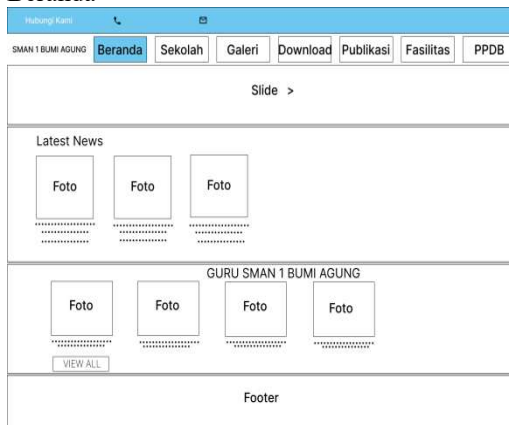 Beranda
Hubungi Kami
SMAN 1 BUMI AGUNG Beranda Sekolah Galeri Download Publikasi Fasilitas PPDB
Slide >
Latest News
Foto Foto Foto
GURU SMAN 1 BUMI AGUNG
Foto Foto Foto Foto
VIEW ALL
Footer